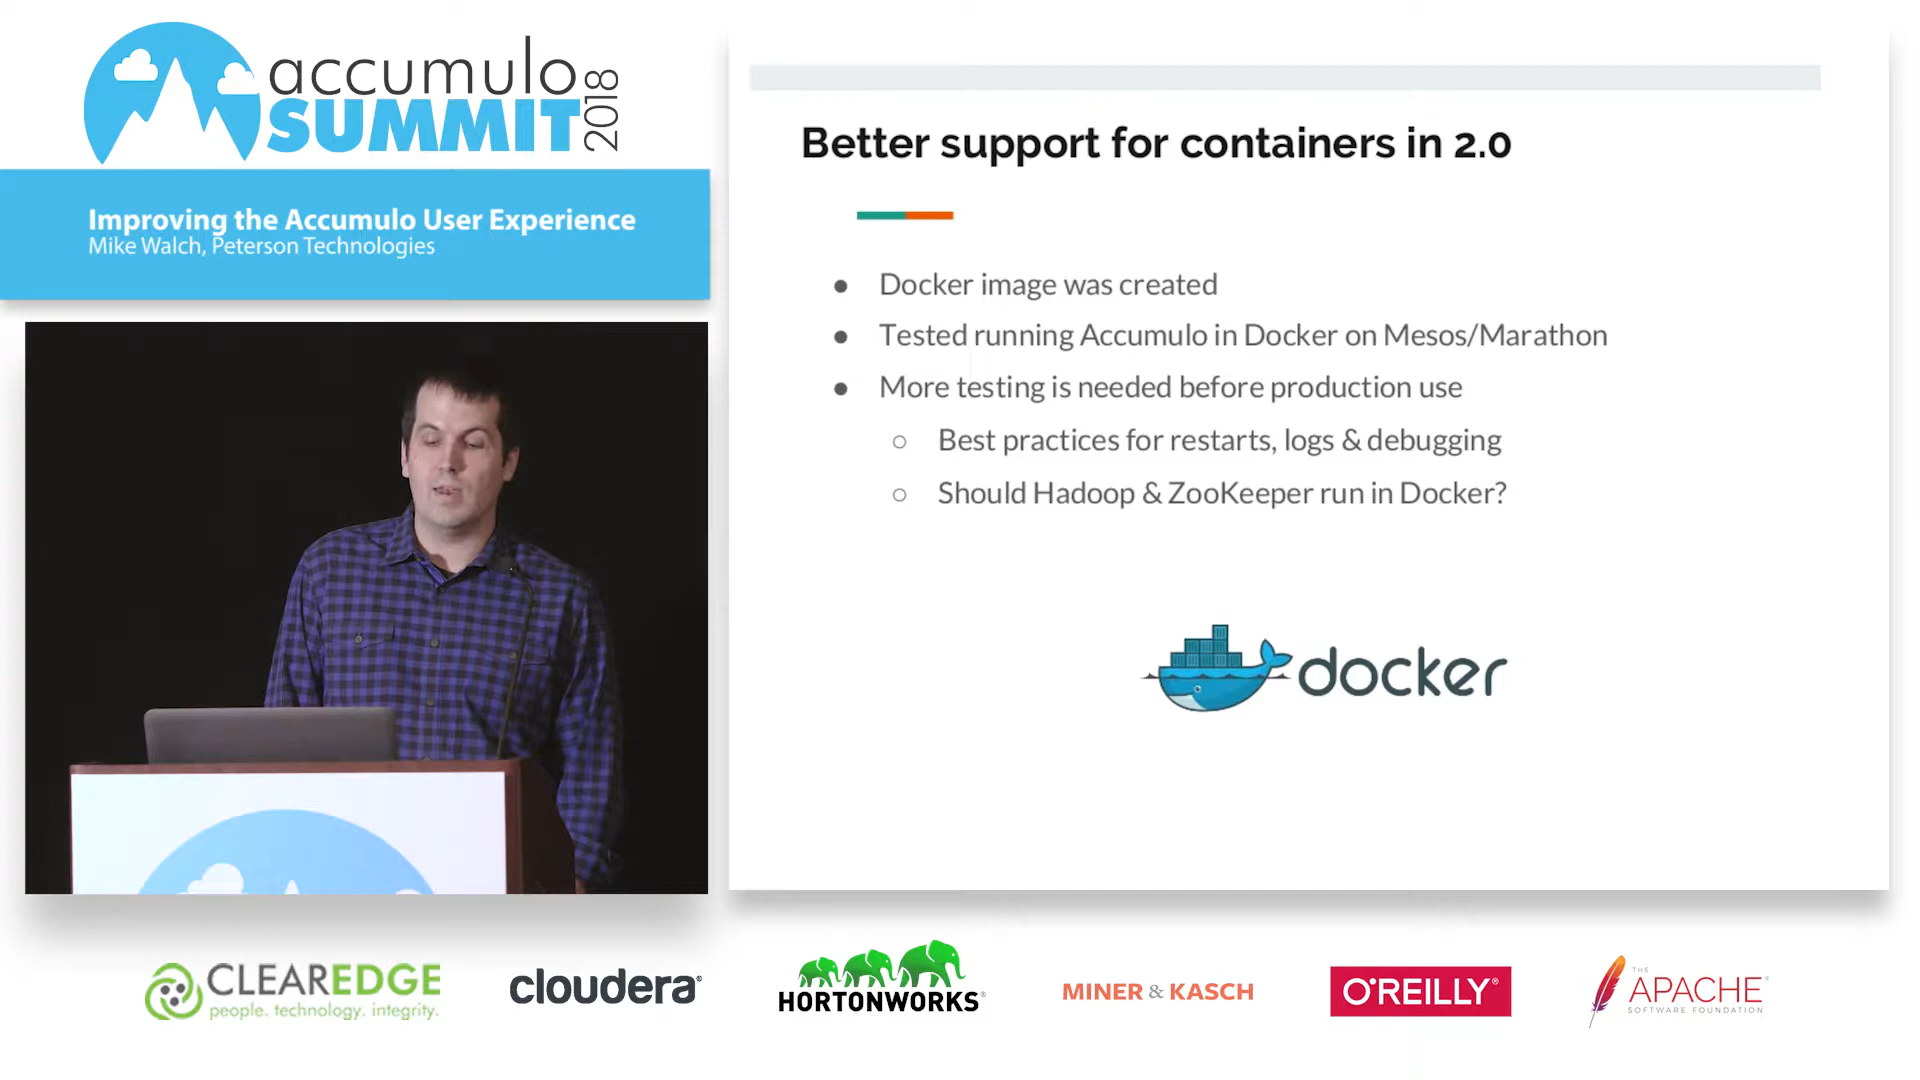 accumulo
SUMMIT
2018
Improving the Accumulo User Experience
Mike Walch, Peterson Technologies
Better support for containers in 2.0
● Docker image was created
● Tested running Accumulo in Docker on Mesos/Marathon
● More testing is needed before production use
○ Best practices for restarts, logs & debugging
○ Should Hadoop & ZooKeeper run in Docker?
docker
CLEAREDGE
people. technology. integrity.
cloudera®
HORTONWORKS®
MINER & KASCH
O'REILLY®
THE
APACHE®
SOFTWARE FOUNDATION